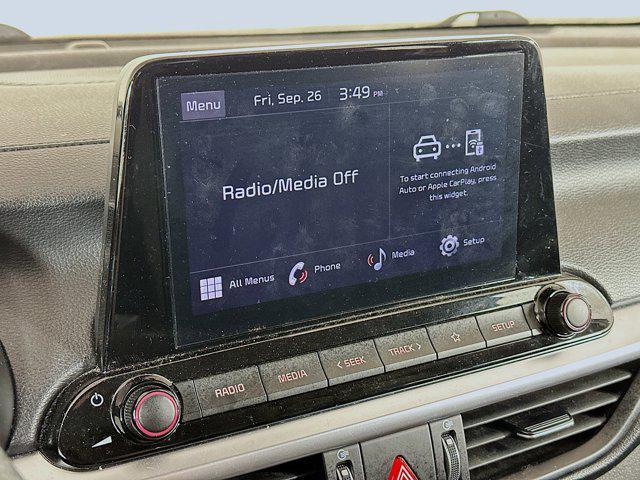 Menu Fri, Sep. 26 3:49 PM
Radio/Media Off
To start connecting Android
Auto or Apple CarPlay, press
this widget.
All Menus Phone Media Setup
RADIO MEDIA < SEEK TRACK > SETUP